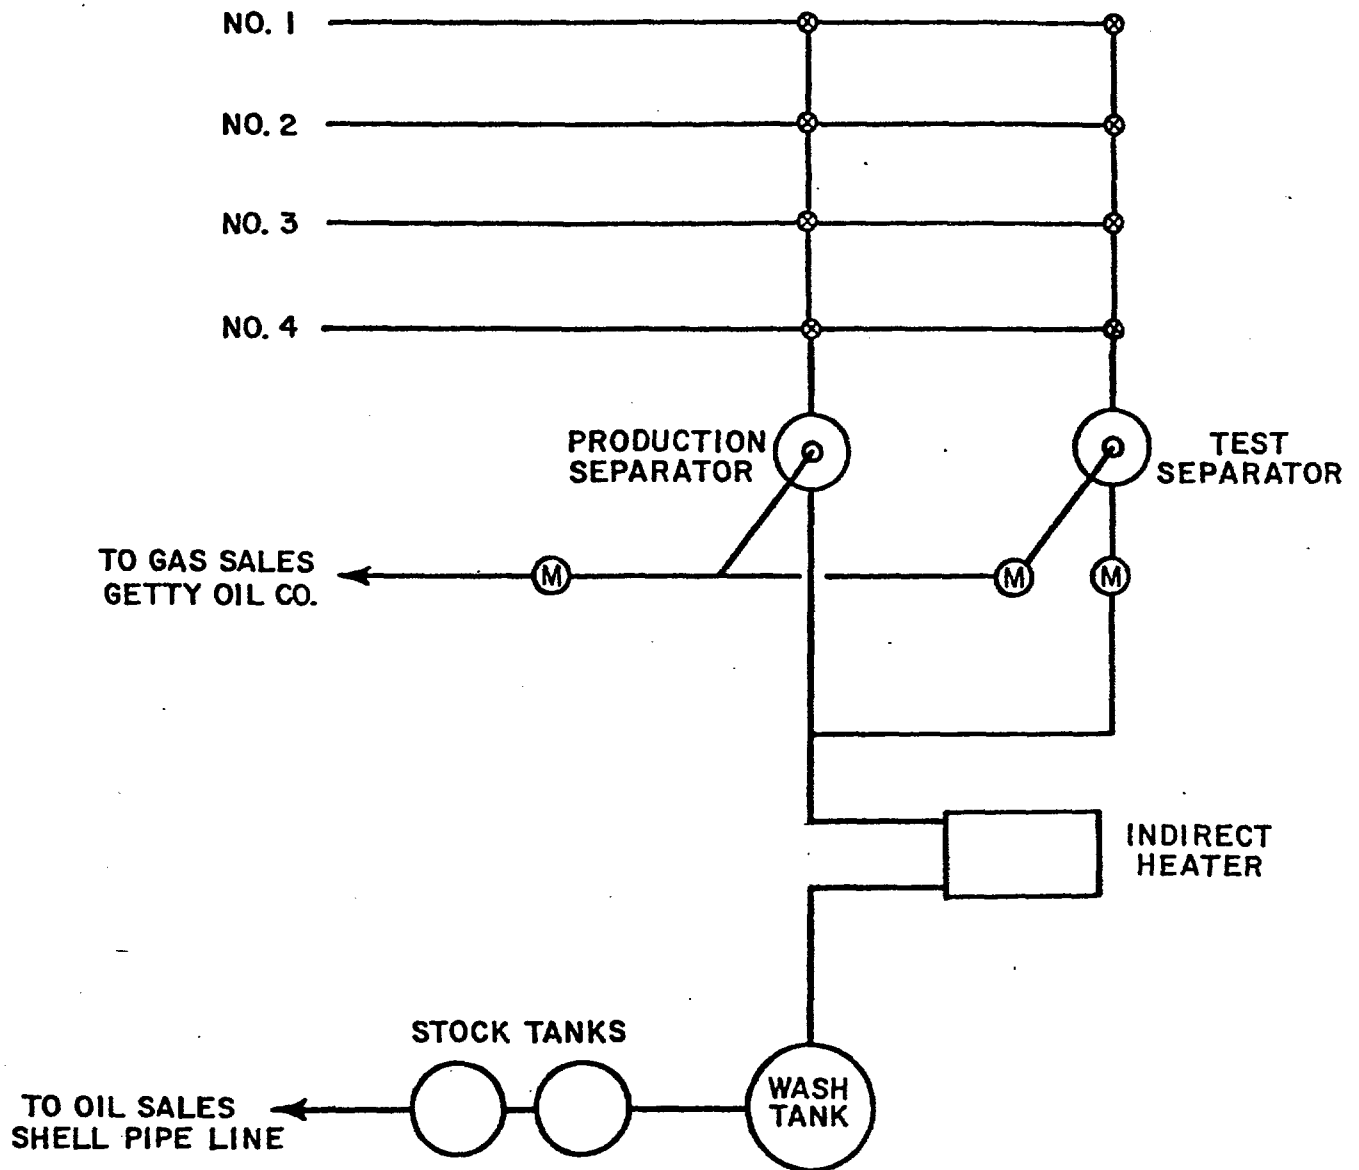 NO. 1
NO. 2
NO. 3
NO. 4
PRODUCTION
SEPARATOR
TEST
SEPARATOR
TO GAS SALES
GETTY OIL CO.
M
M
M
INDIRECT
HEATER
STOCK TANKS
WASH
TANK
TO OIL SALES
SHELL PIPE LINE